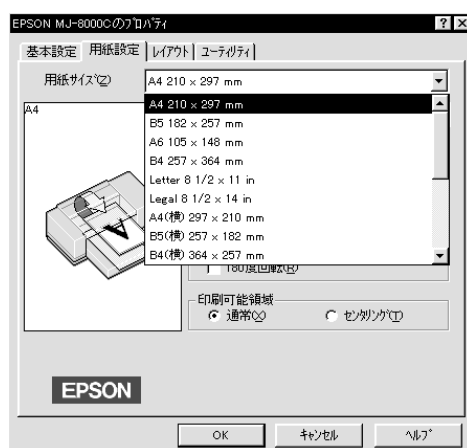 EPSON MJ-8000Cのﾌﾟﾛﾊﾟﾃｨ
基本設定 用紙設定 ﾚｲｱｳﾄ ﾕｰﾃｨﾘﾃｨ
用紙ｻｲｽﾞ(Z) A4 210 × 297 mm
A4
A4 210 × 297 mm
B5 182 × 257 mm
A6 105 × 148 mm
B4 257 × 364 mm
Letter 8 1/2 × 11 in
Legal 8 1/2 × 14 in
A4(横) 297 × 210 mm
B5(横) 257 × 182 mm
B4(横) 364 × 257 mm
180度回転(R)
印刷可能領域
通常(X) ｾﾝﾀﾘﾝｸﾞ(T)
EPSON
OK ｷｬﾝｾﾙ ﾍﾙﾌﾟ